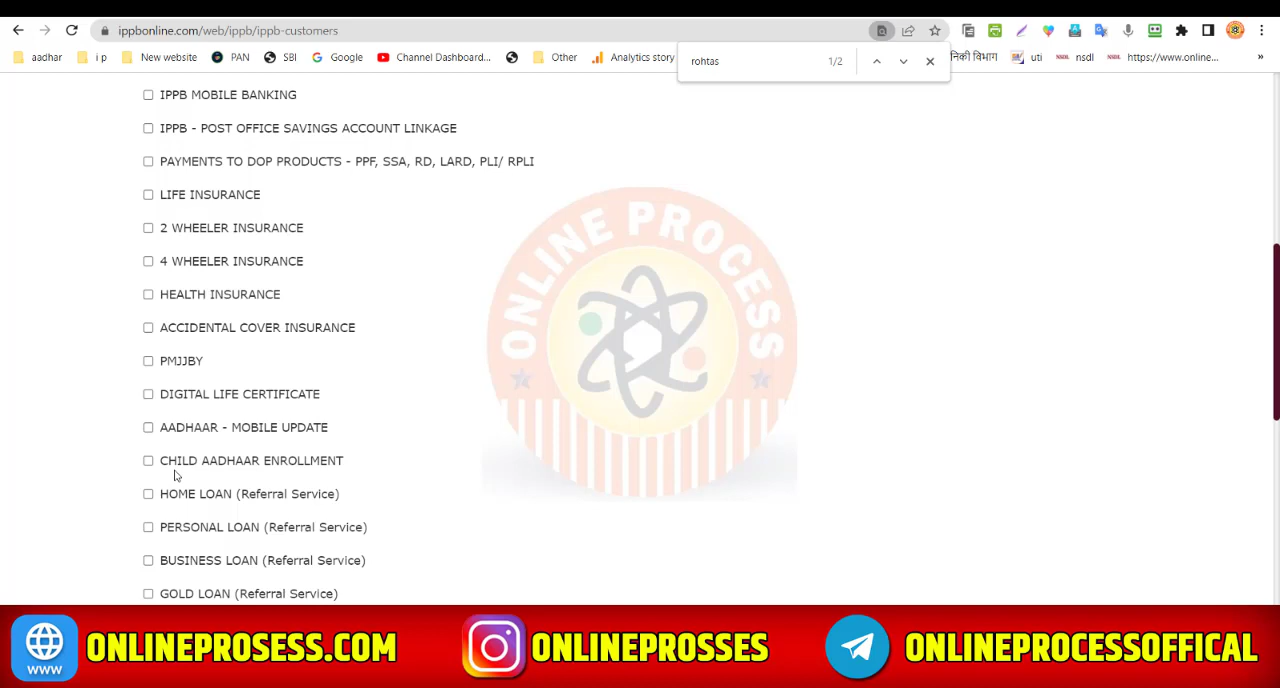 ippbonline.com/web/ippb/ippb-customers
aadhar
i p
New website
PAN
SBI
Google
Channel Dashboard...
Other
Analytics story
rohtas
1/2
निकी विभाग
uti
nsdl
https://www.online...
»
IPPB MOBILE BANKING
IPPB - POST OFFICE SAVINGS ACCOUNT LINKAGE
PAYMENTS TO DOP PRODUCTS - PPF, SSA, RD, LARD, PLI/ RPLI
LIFE INSURANCE
2 WHEELER INSURANCE
4 WHEELER INSURANCE
HEALTH INSURANCE
ACCIDENTAL COVER INSURANCE
PMJJBY
DIGITAL LIFE CERTIFICATE
AADHAAR - MOBILE UPDATE
CHILD AADHAAR ENROLLMENT
HOME LOAN (Referral Service)
PERSONAL LOAN (Referral Service)
BUSINESS LOAN (Referral Service)
GOLD LOAN (Referral Service)
ONLINE PROCESS
WWW
ONLINEPROSESS.COM
ONLINEPROSSES
ONLINEPROCESSOFFICAL